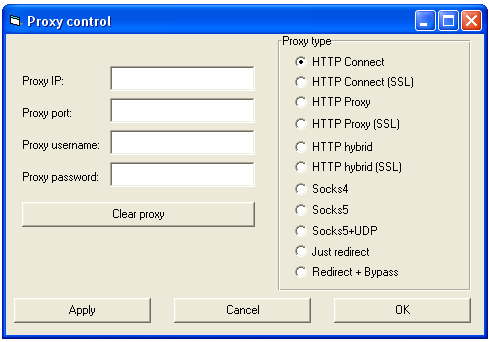 Proxy control
Proxy IP:
Proxy port:
Proxy username:
Proxy password:
Clear proxy
Proxy type
HTTP Connect
HTTP Connect (SSL)
HTTP Proxy
HTTP Proxy (SSL)
HTTP hybrid
HTTP hybrid (SSL)
Socks4
Socks5
Socks5+UDP
Just redirect
Redirect + Bypass
Apply
Cancel
OK